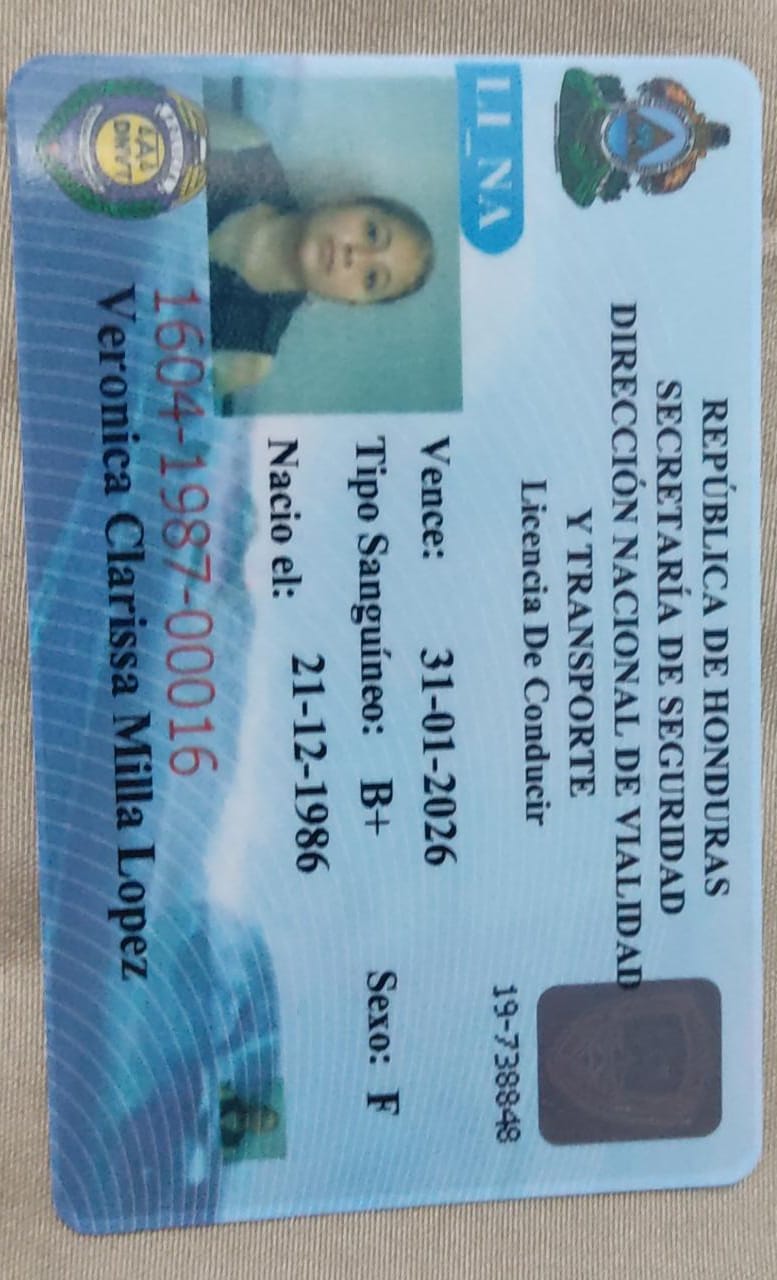 REPÚBLICA DE HONDURAS
SECRETARÍA DE SEGURIDAD
DIRECCIÓN NACIONAL DE VIALIDAD
Y TRANSPORTE
Licencia De Conducir
19-738848
LI_NA
Vence: 31-01-2026
Tipo Sanguíneo: B+ Sexo: F
Nacio el: 21-12-1986
1604-1987-00016
Veronica Clarissa Milla Lopez
DNVT